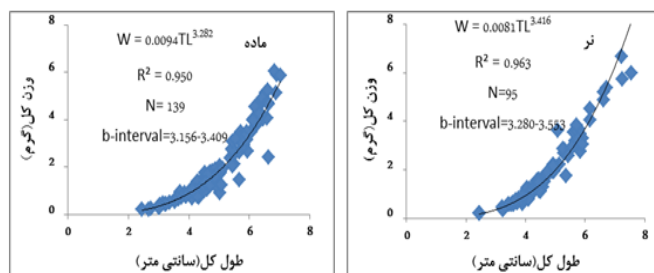 ماده
W = 0.0094TL^3.282
R² = 0.950
N= 139
b-interval=3.156-3.409
وزن کل(گرم)
8
6
4
2
0
0 2 4 6 8
طول کل(سانتی متر)
نر
W = 0.0081TL^3.416
R² = 0.963
N=95
b-interval=3.280-3.553
وزن کل(گرم)
8
6
4
2
0
0 2 4 6 8
طول کل(سانتی متر)